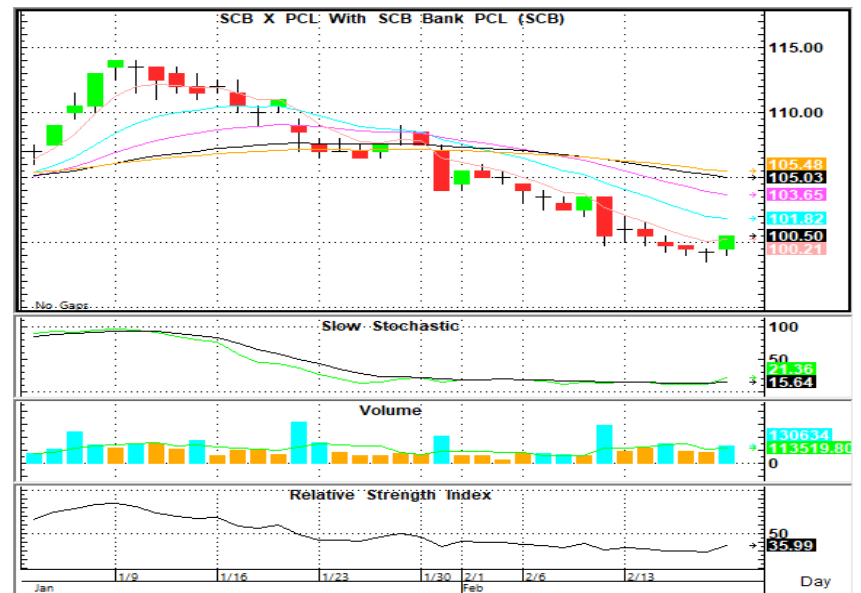 SCB X PCL With SCB Bank PCL (SCB)
115.00
110.00
105.48
105.03
103.65
101.82
100.50
100.21
No Gaps
Slow Stochastic
100
50
21.36
15.64
Volume
130634
113519.80
0
Relative Strength Index
50
35.99
1/9 1/16 1/23 1/30 2/1 2/6 2/13
Jan Feb Day